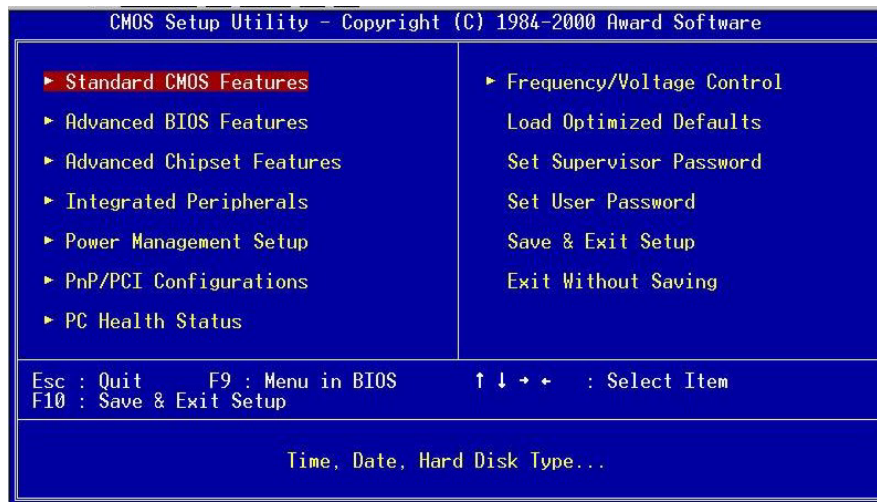 CMOS Setup Utility - Copyright (C) 1984-2000 Award Software
► Standard CMOS Features
► Advanced BIOS Features
► Advanced Chipset Features
► Integrated Peripherals
► Power Management Setup
► PnP/PCI Configurations
► PC Health Status
► Frequency/Voltage Control
Load Optimized Defaults
Set Supervisor Password
Set User Password
Save & Exit Setup
Exit Without Saving
Esc : Quit F9 : Menu in BIOS ↑ ↓ → ← : Select Item
F10 : Save & Exit Setup
Time, Date, Hard Disk Type...